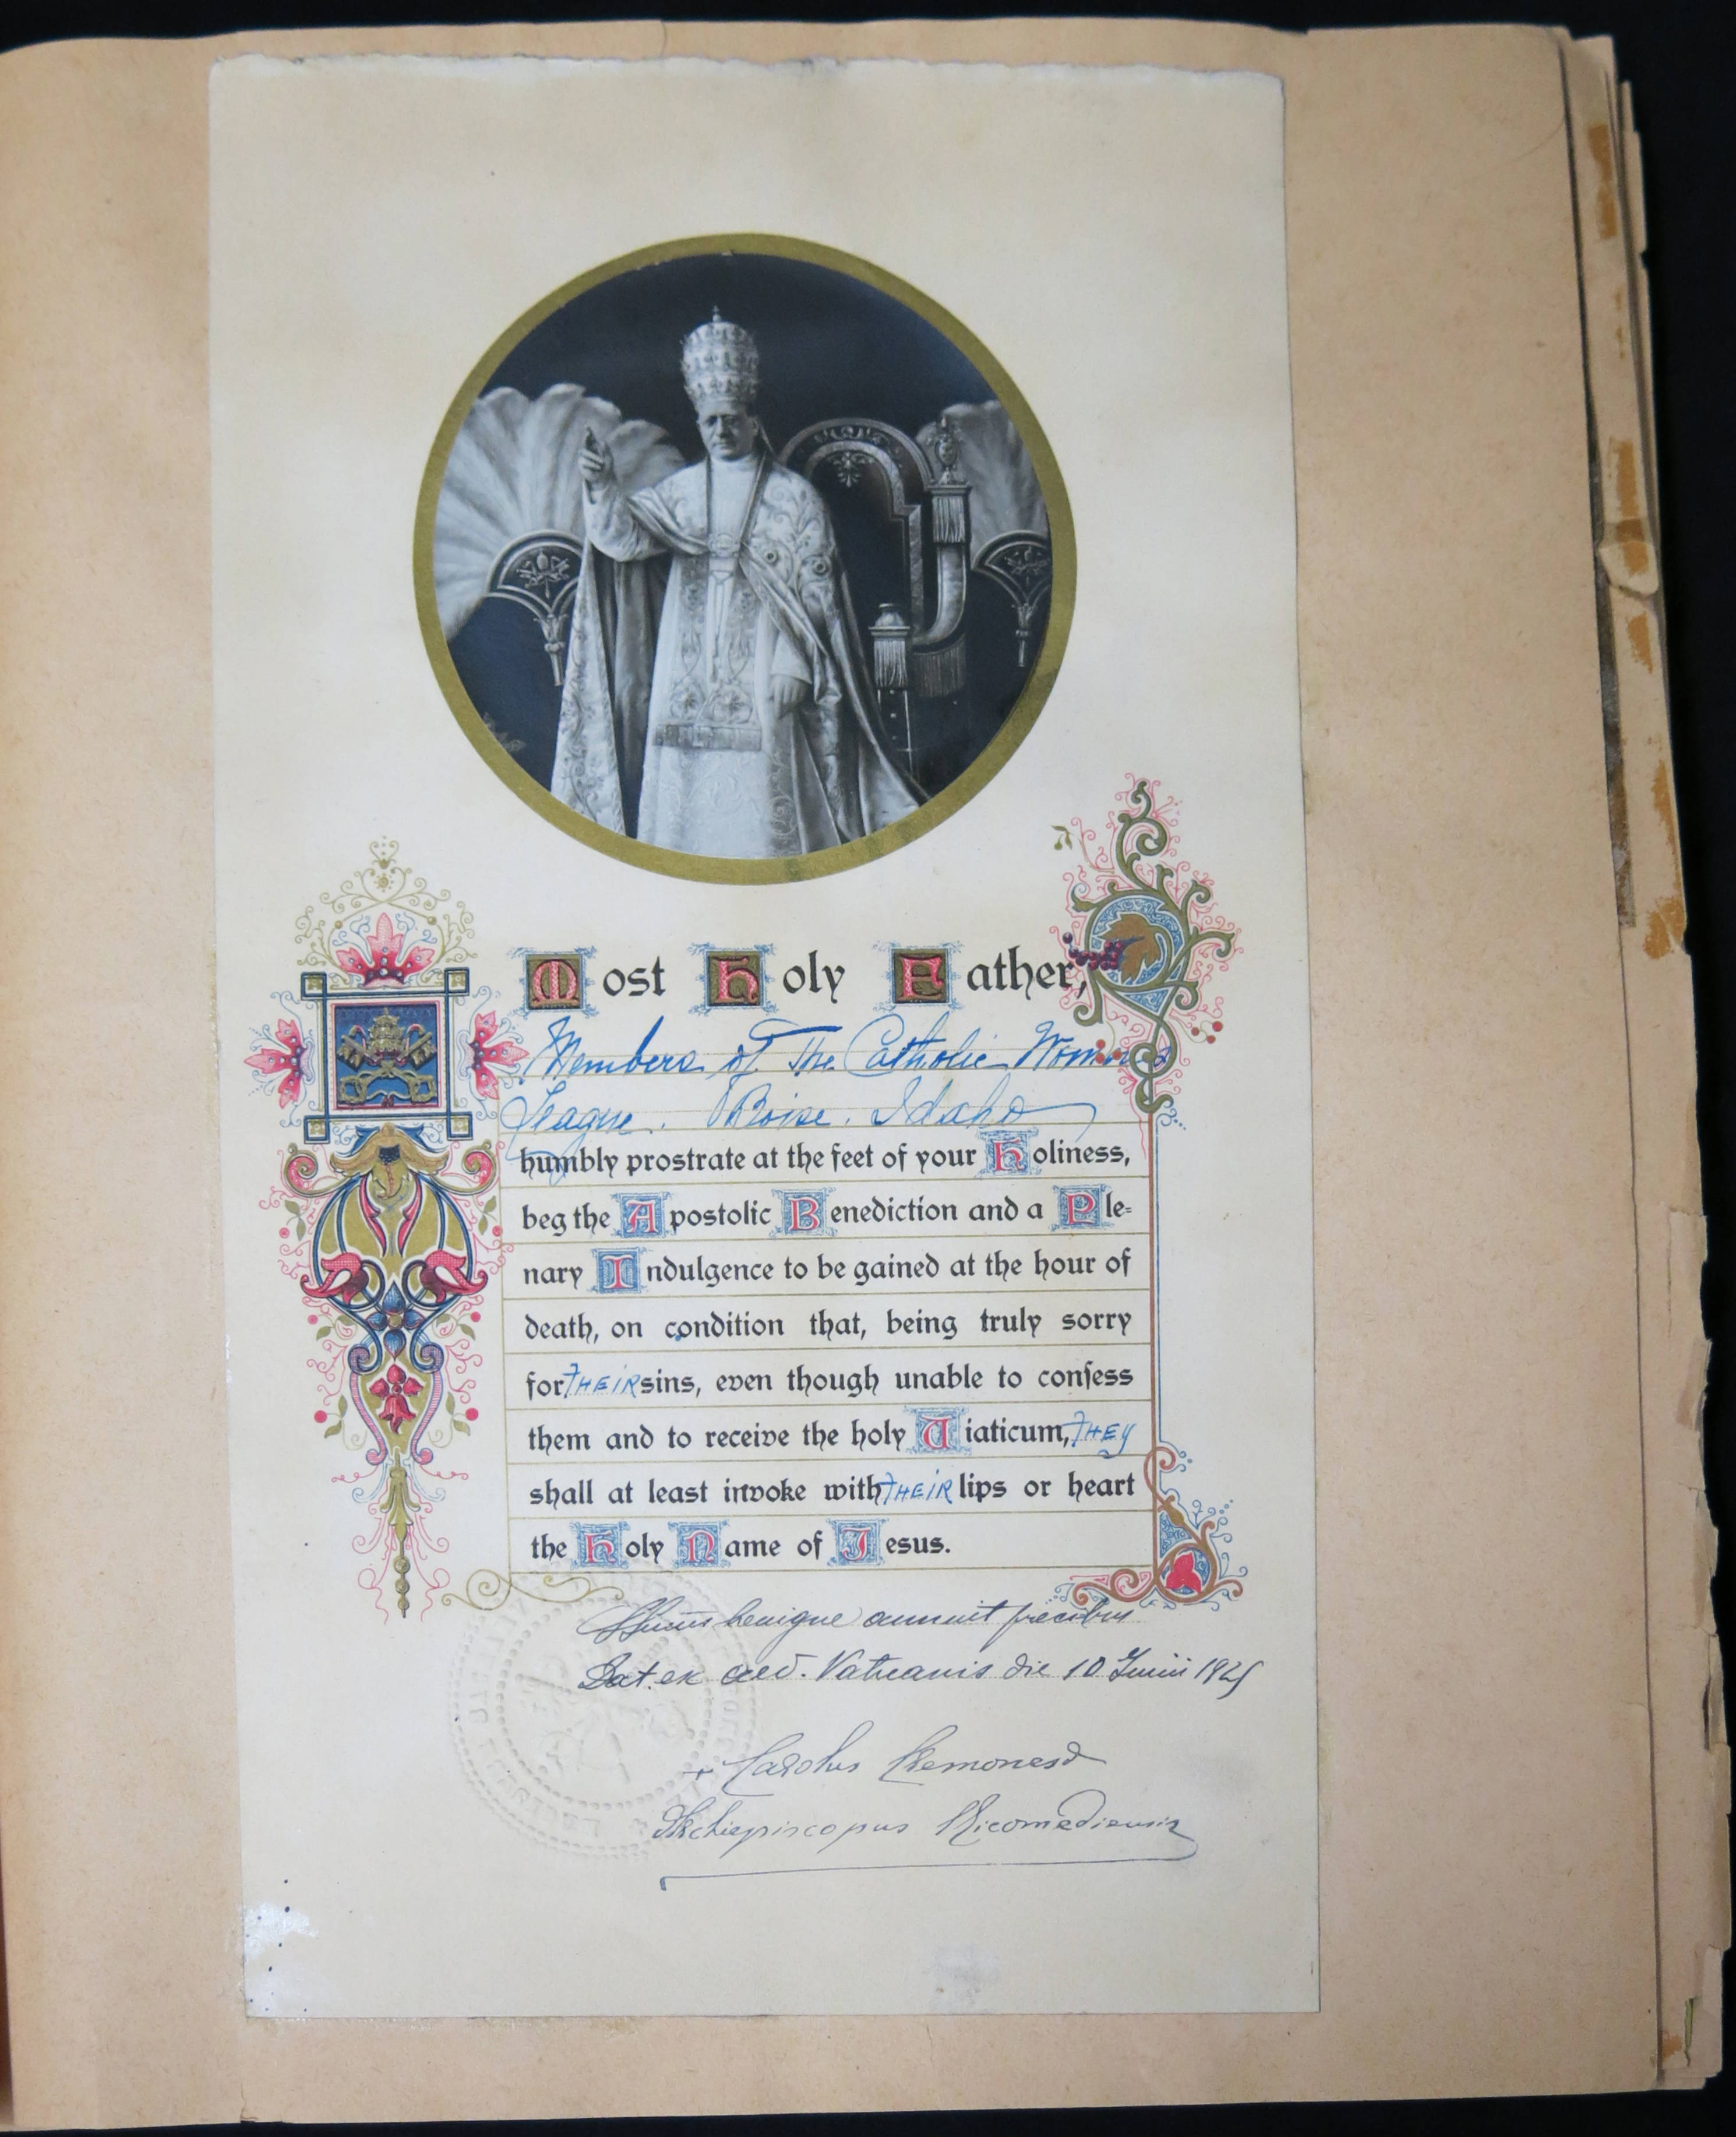 Most Holy Father,
Members of The Catholic Womens
League. Boise. Idaho
humbly prostrate at the feet of your Holiness,
beg the Apostolic Benediction and a Ple-
nary Indulgence to be gained at the hour of
death, on condition that, being truly sorry
for THEIR sins, even though unable to confess
them and to receive the holy Viaticum, THEY
shall at least invoke with THEIR lips or heart
the Holy Name of Jesus.
benigne annuit precibus
Dat. ex aed. Vaticanis die 10 Junii 1925
+ Carolus Cremonesi
Archiepiscopus Nicomediensis